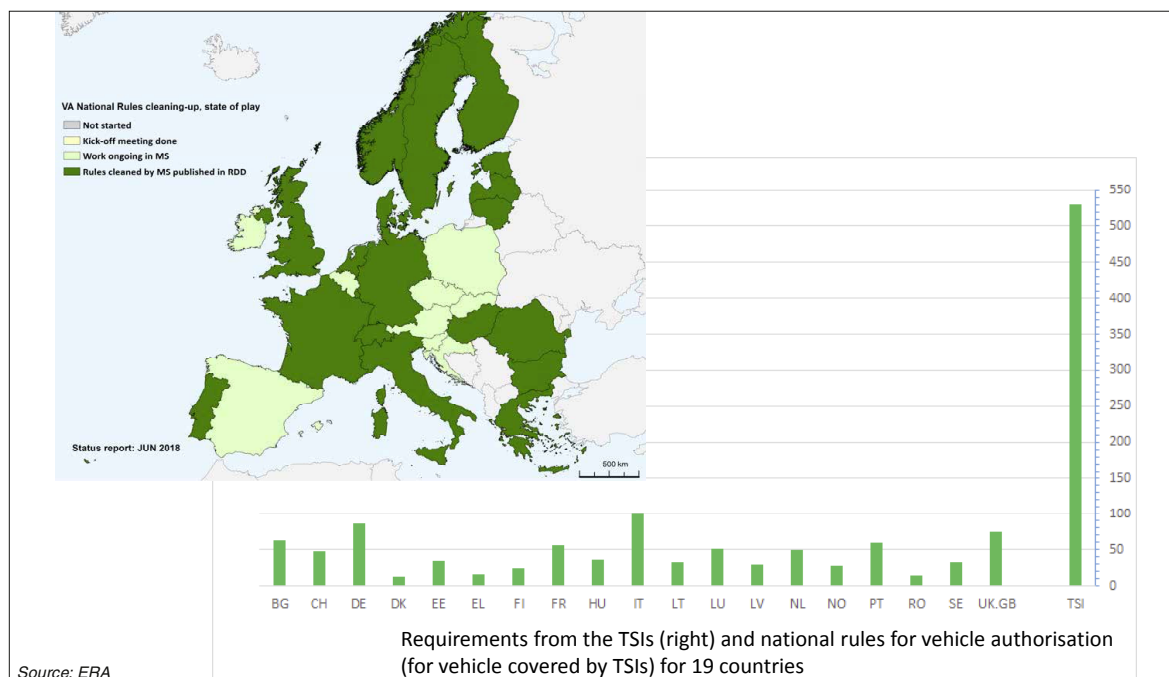 VA National Rules cleaning-up, state of play
Not started
Kick-off meeting done
Work ongoing in MS
Rules cleaned by MS published in RDD
Status report: JUN 2018
500 km
550
500
450
400
350
300
250
200
150
100
50
0
BG CH DE DK EE EL FI FR HU IT LT LU LV NL NO PT RO SE UK.GB TSI
Requirements from the TSIs (right) and national rules for vehicle authorisation
(for vehicle covered by TSIs) for 19 countries
Source: ERA